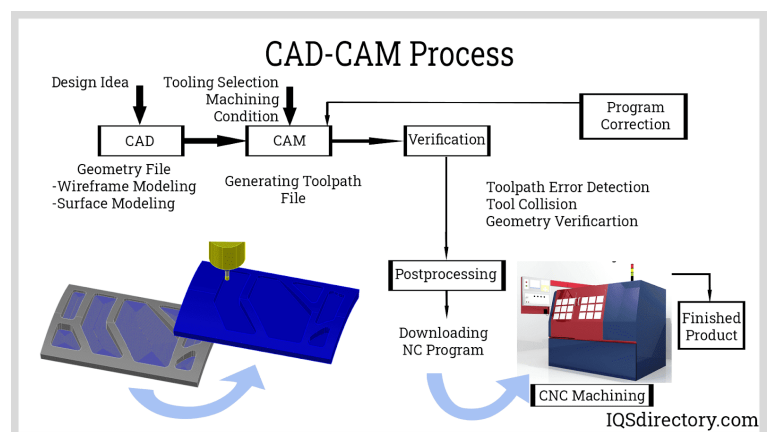 CAD-CAM Process
Design Idea
Tooling Selection
Machining
Condition
Program
Correction
CAD
CAM
Verification
Geometry File
-Wireframe Modeling
-Surface Modeling
Generating Toolpath
File
Toolpath Error Detection
Tool Collision
Geometry Verificartion
Postprocessing
Downloading
NC Program
Finished
Product
CNC Machining
IQSdirectory.com